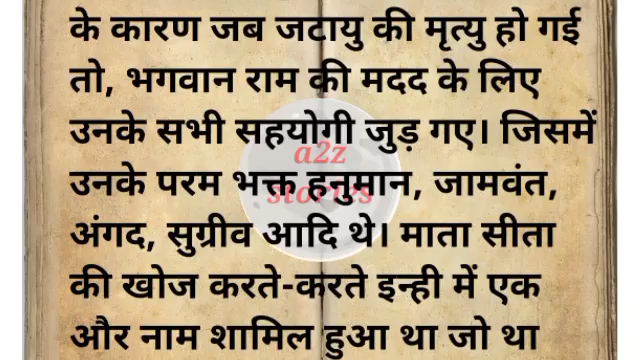 के कारण जब जटायु की मृत्यु हो गई
तो, भगवान राम की मदद के लिए
उनके सभी सहयोगी जुड़ गए। जिसमें
a2z
उनके परम भक्त हनुमान, जामवंत,
stories
अंगद, सुग्रीव आदि थे। माता सीता
की खोज करते-करते इन्ही में एक
और नाम शामिल हुआ था जो था